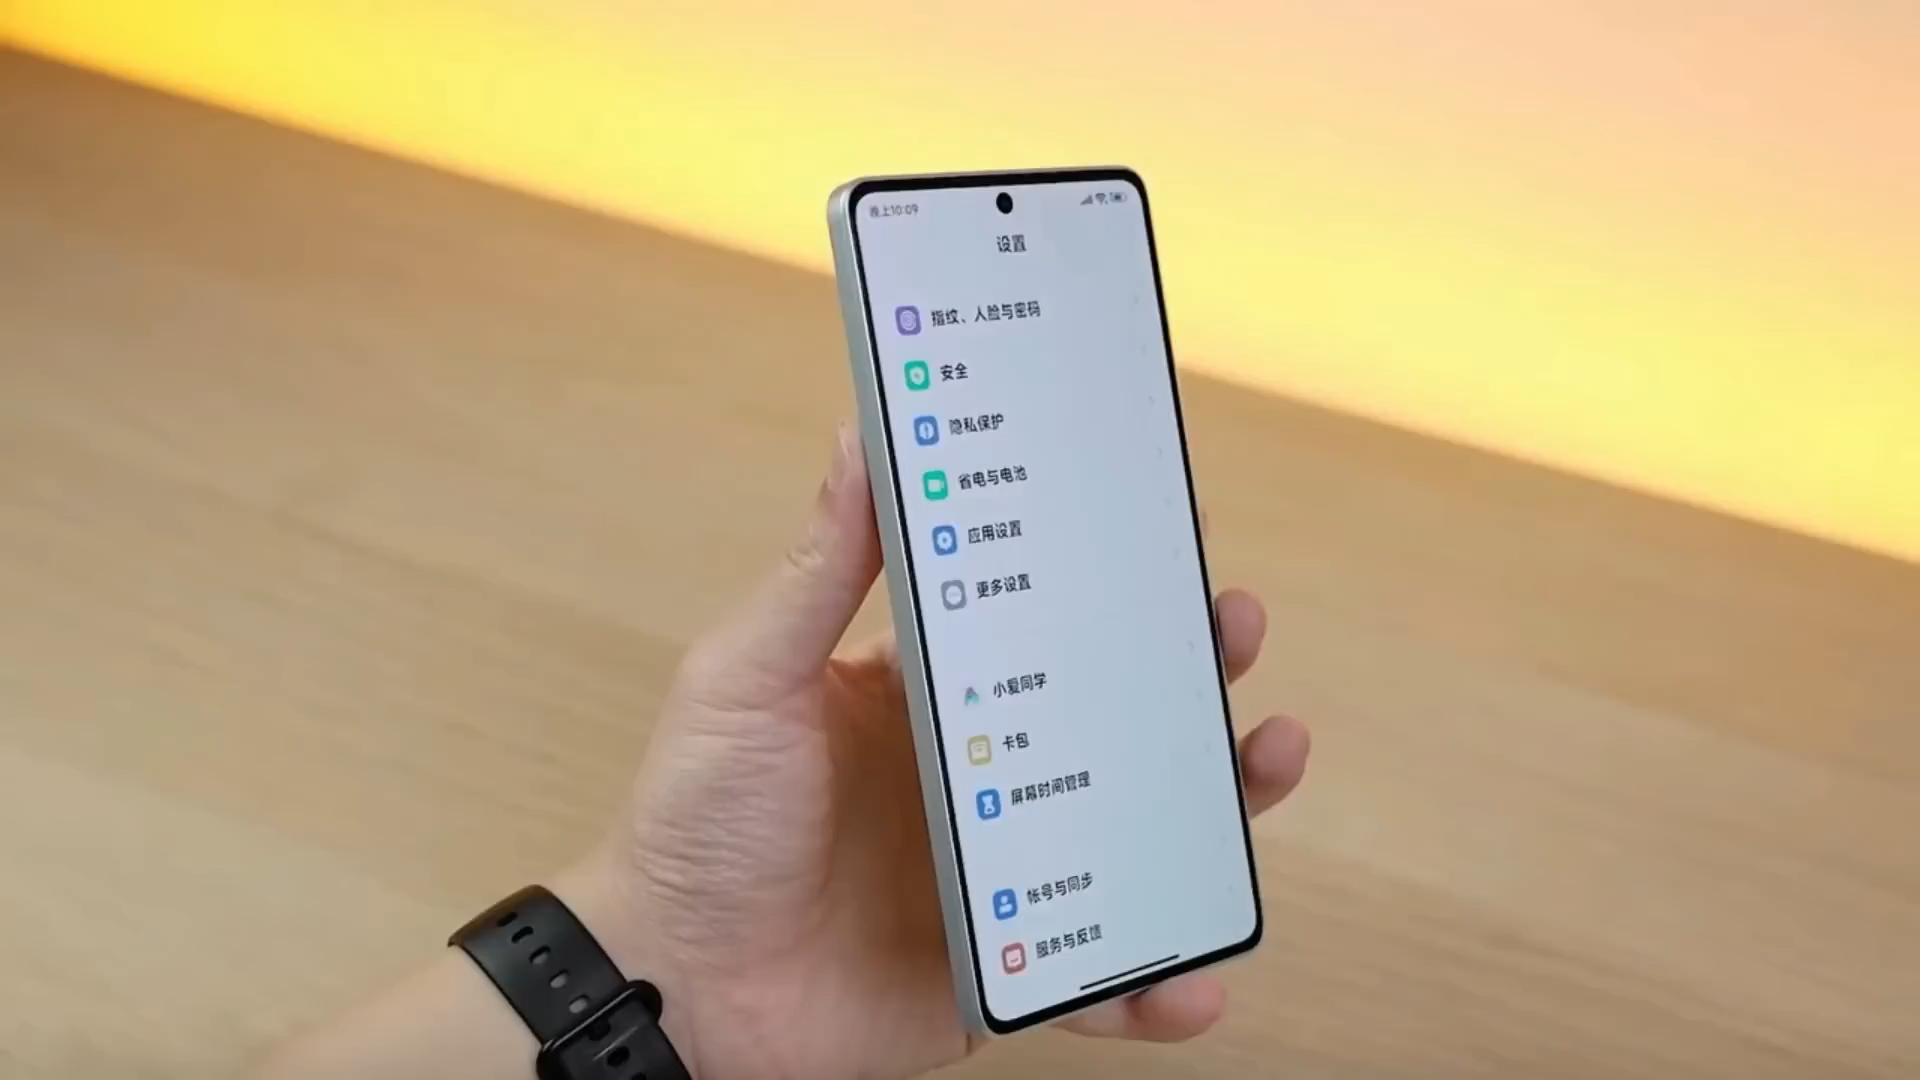 晚上10:09
设置
指纹、人脸与密码
安全
隐私保护
省电与电池
应用设置
更多设置
小爱同学
卡包
屏幕时间管理
帐号与同步
服务与反馈